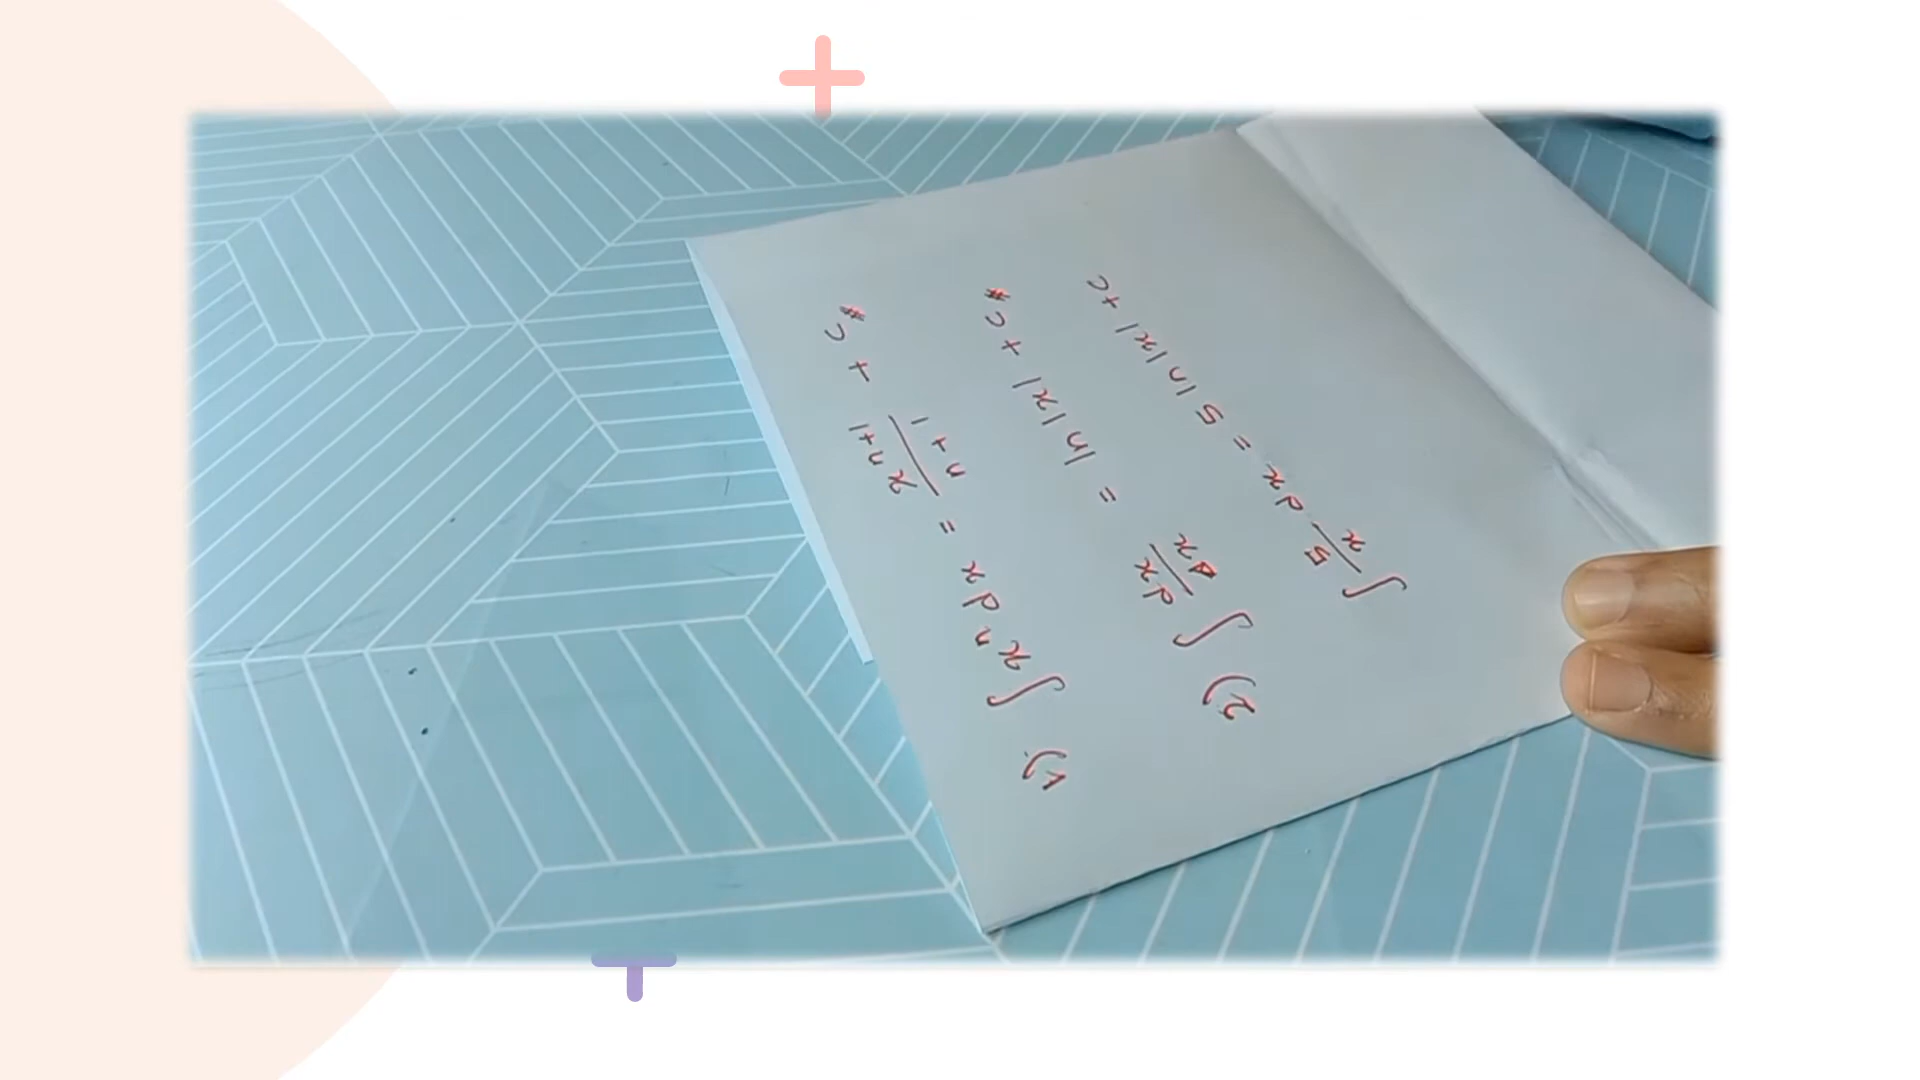 1) ∫ xⁿ dx = xⁿ⁺¹/n+1 + c #
2) ∫ dx/x = ln |x| + c #
∫ 5/x dx = 5 ln |x| + c